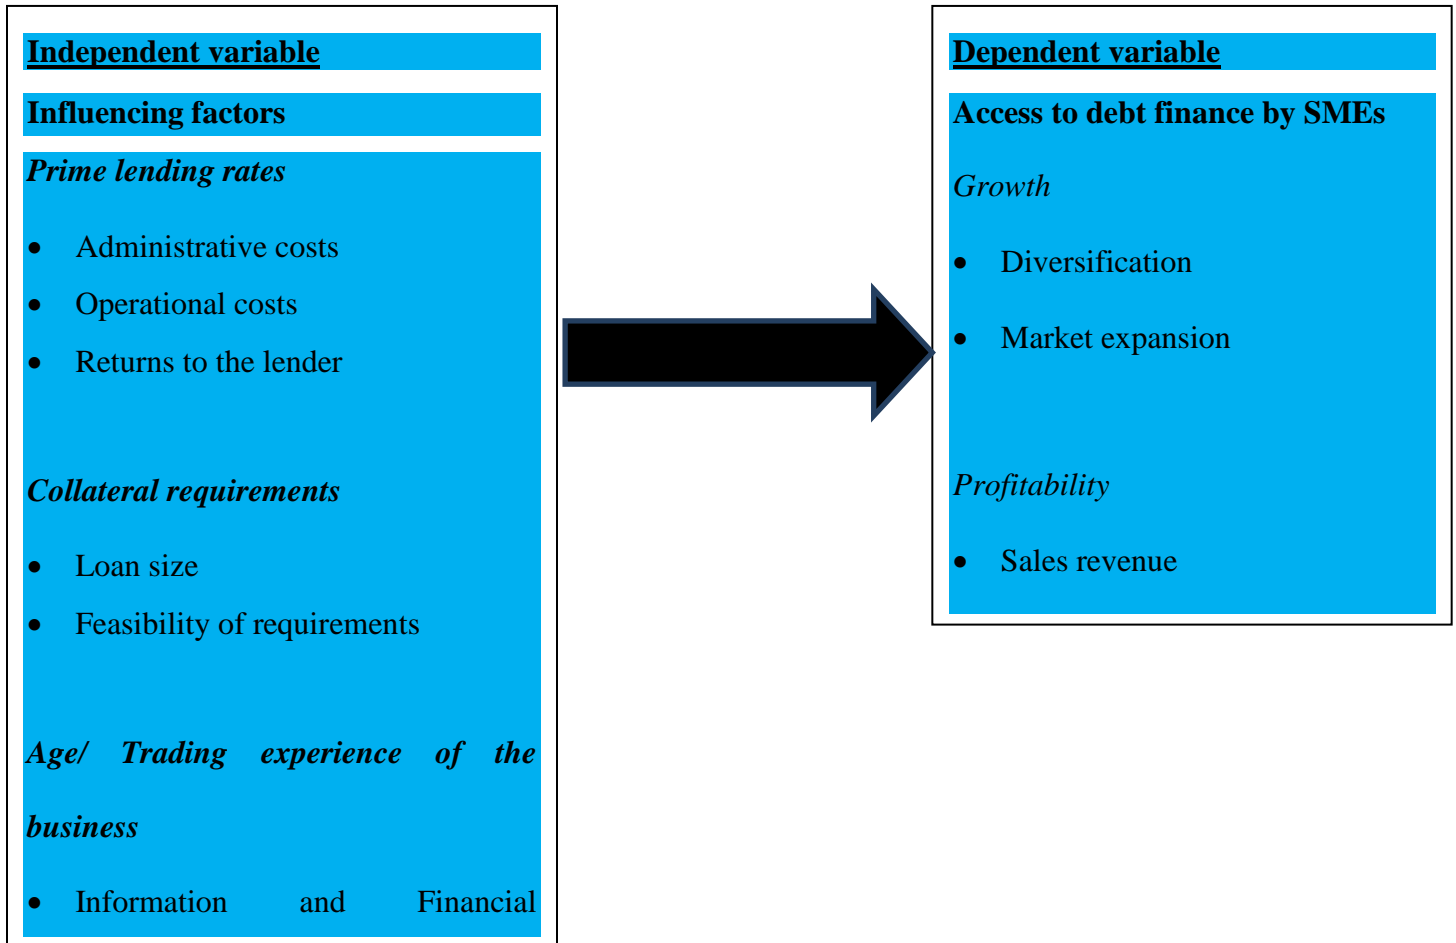 Independent variable
Influencing factors
Prime lending rates
• Administrative costs
• Operational costs
• Returns to the lender
Collateral requirements
• Loan size
• Feasibility of requirements
Age/ Trading experience of the
business
• Information and Financial
Dependent variable
Access to debt finance by SMEs
Growth
• Diversification
• Market expansion
Profitability
• Sales revenue